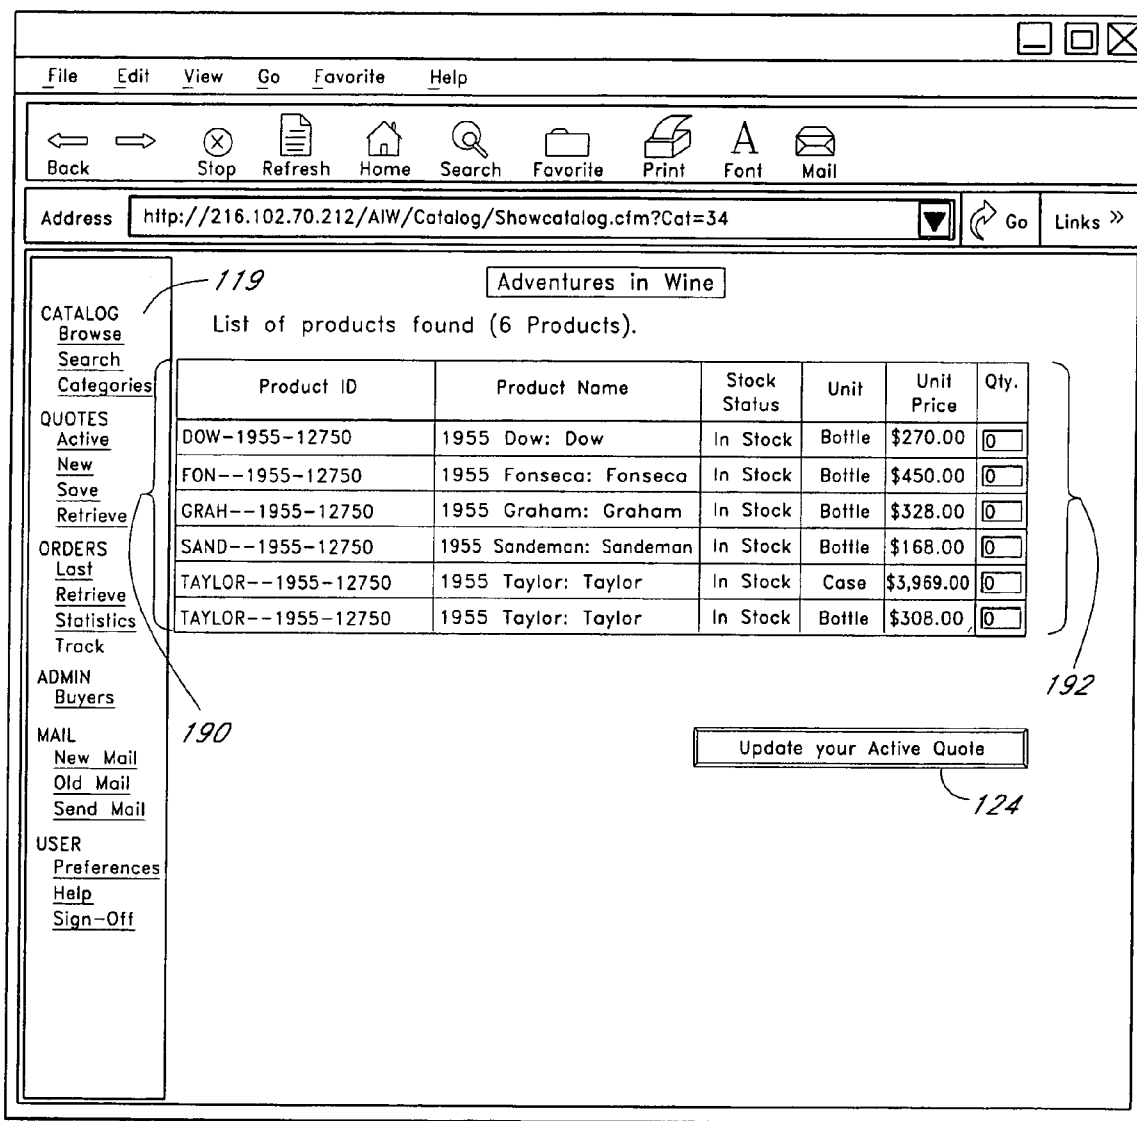 File Edit View Go Favorite Help
Back Stop Refresh Home Search Favorite Print Font Mail
Address http://216.102.70.212/AIW/Catalog/Showcatalog.cfm?Cat=34 Go Links »
119
Adventures in Wine
List of products found (6 Products).
CATALOG
Browse
Search
Categories
QUOTES
Active
New
Save
Retrieve
ORDERS
Last
Retrieve
Statistics
Track
ADMIN
Buyers
MAIL
New Mail
Old Mail
Send Mail
USER
Preferences
Help
Sign-Off
Product ID Product Name Stock Status Unit Unit Price Qty.
DOW-1955-12750 1955 Dow: Dow In Stock Bottle $270.00 0
FON--1955-12750 1955 Fonseca: Fonseca In Stock Bottle $450.00 0
GRAH--1955-12750 1955 Graham: Graham In Stock Bottle $328.00 0
SAND--1955-12750 1955 Sandeman: Sandeman In Stock Bottle $168.00 0
TAYLOR--1955-12750 1955 Taylor: Taylor In Stock Case $3,969.00 0
TAYLOR--1955-12750 1955 Taylor: Taylor In Stock Bottle $308.00 0
190
192
Update your Active Quote
124